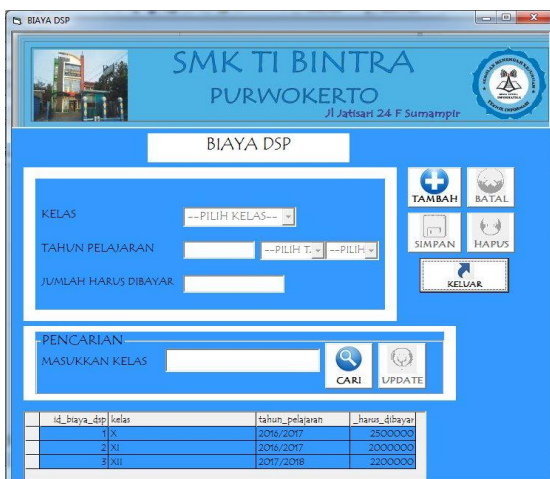 BIAYA DSP
SMK TI BINTRA
PURWOKERTO
Jl Jatisari 24 F Sumampir
BIAYA DSP
KELAS
--PILIH KELAS--
TAHUN PELAJARAN
--PILIH T.
--PILIH
JUMLAH HARUS DIBAYAR
TAMBAH
BATAL
SIMPAN
HAPUS
KELUAR
PENCARIAN
MASUKKAN KELAS
CARI
UPDATE
id_biaya_dsp kelas tahun_pelajaran _harus_dibayar
1 X 2016/2017 2500000
2 XI 2016/2017 2000000
3 XII 2017/2018 2200000